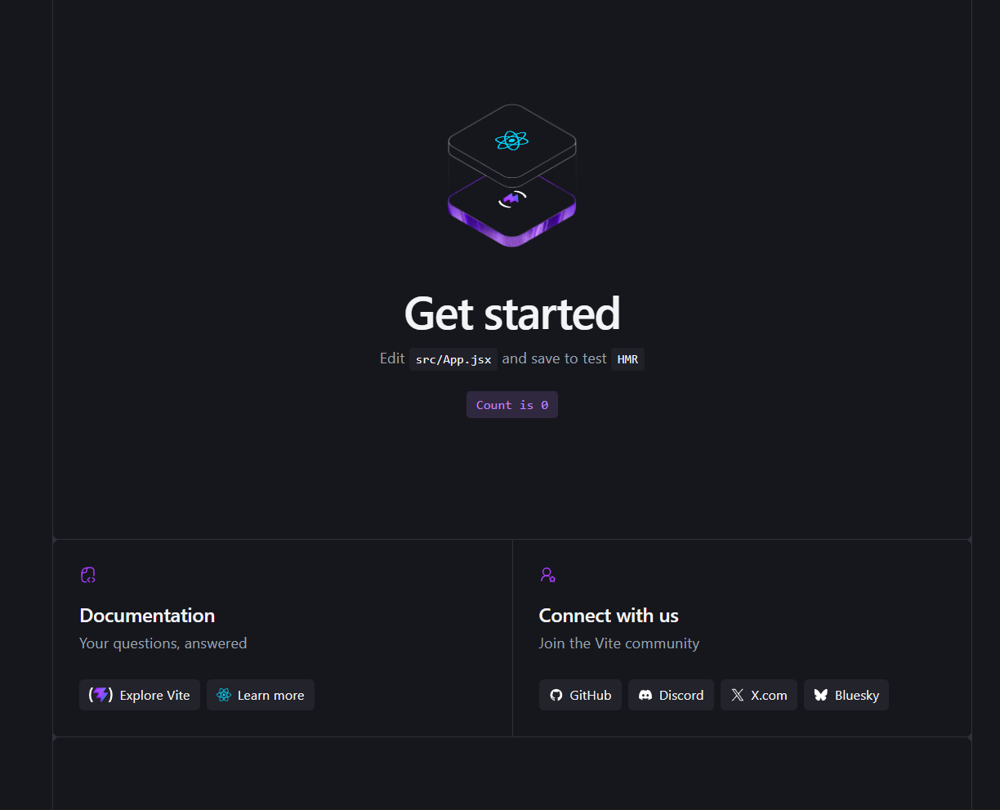 Get started
Edit src/App.jsx and save to test HMR
Count is 0
Documentation
Your questions, answered
Explore Vite Learn more
Connect with us
Join the Vite community
GitHub Discord X.com Bluesky